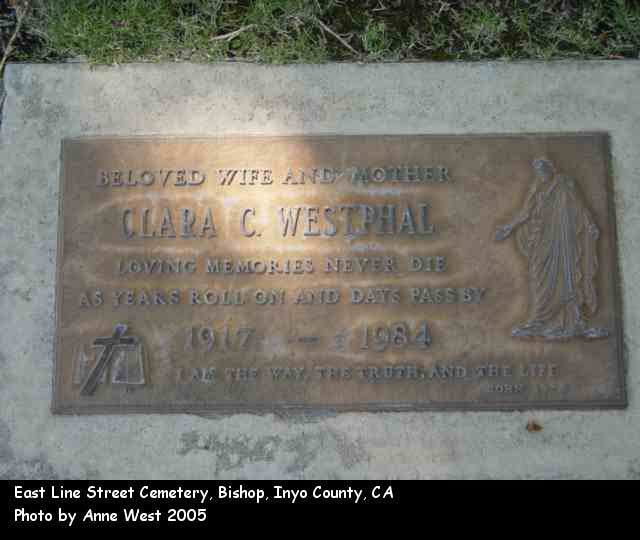 BELOVED WIFE AND MOTHER
CLARA C. WESTPHAL
LOVING MEMORIES NEVER DIE
AS YEARS ROLL ON AND DAYS PASS BY
1917 — 1984
I AM THE WAY, THE TRUTH, AND THE LIFE
JOHN
East Line Street Cemetery, Bishop, Inyo County, CA
Photo by Anne West 2005